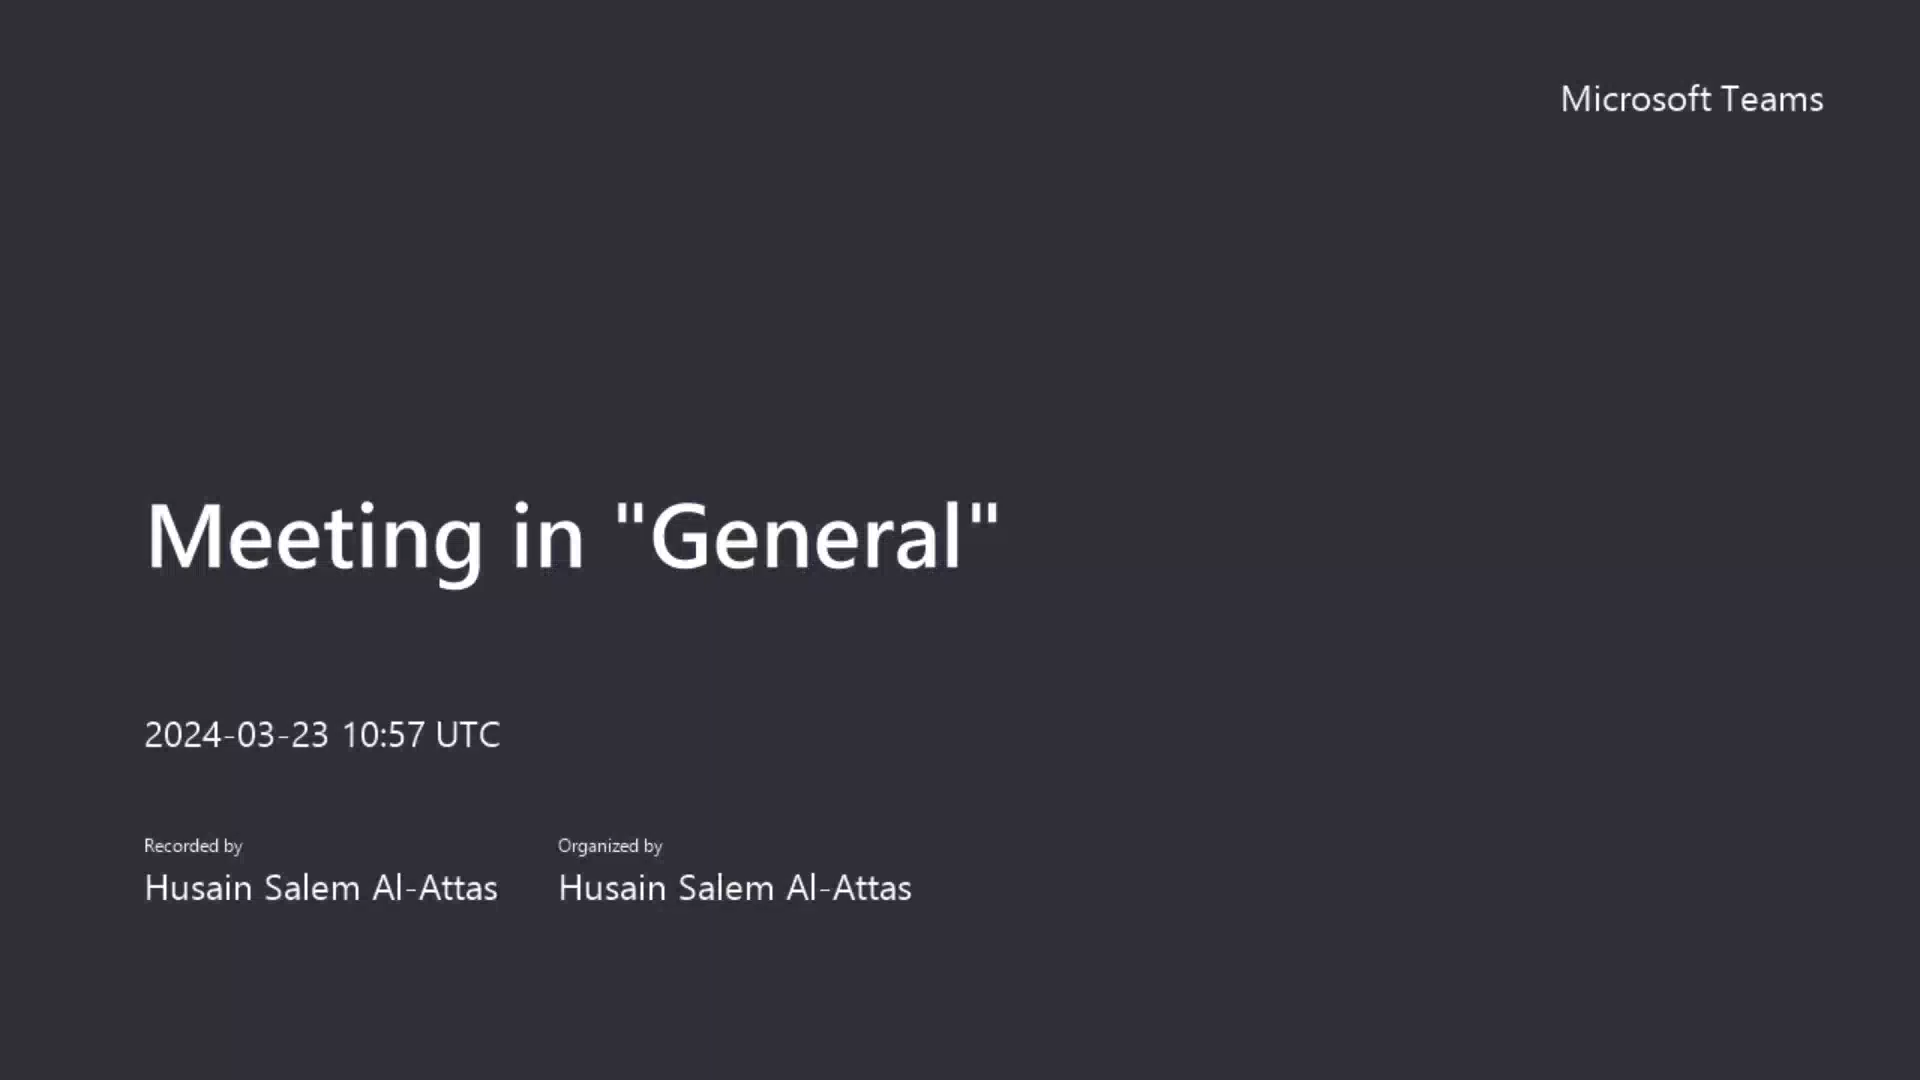 Microsoft Teams
Meeting in "General"
2024-03-23 10:57 UTC
Recorded by
Husain Salem Al-Attas
Organized by
Husain Salem Al-Attas